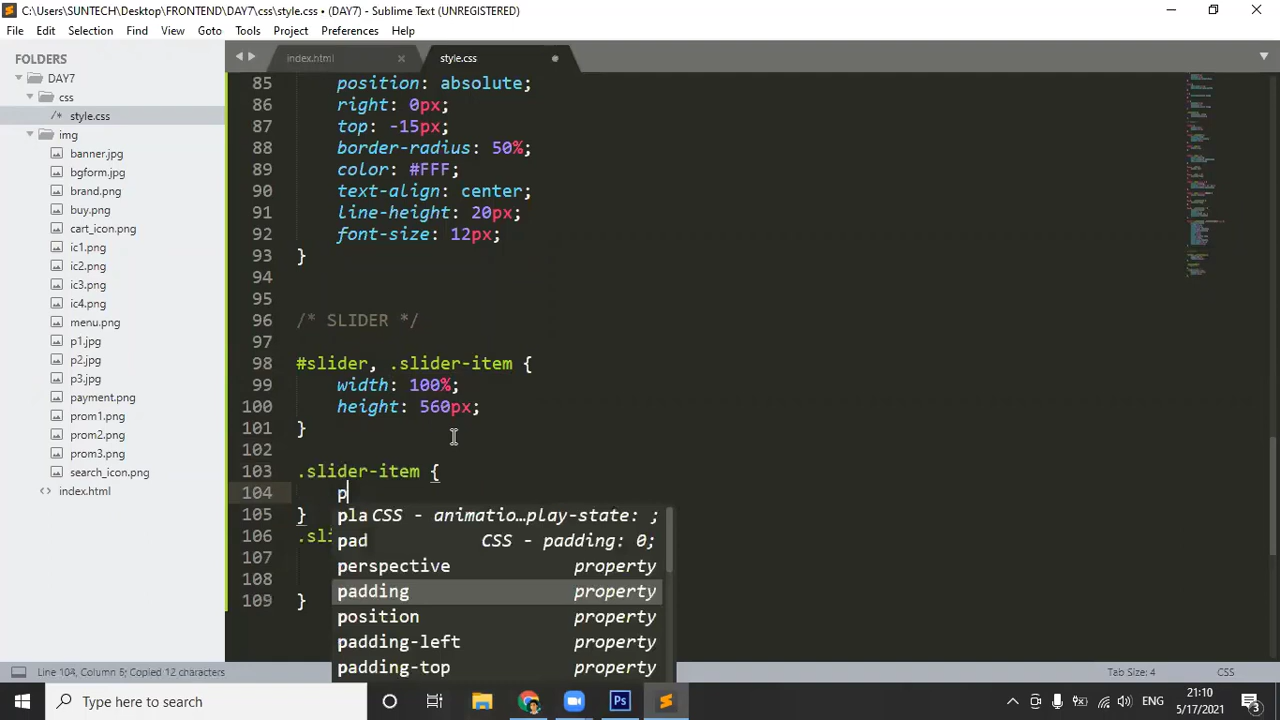 C:\Users\SUNTECH\Desktop\FRONTEND\DAY7\css\style.css • (DAY7) - Sublime Text (UNREGISTERED)
File Edit Selection Find View Goto Tools Project Preferences Help
FOLDERS
DAY7
css
/* style.css
img
banner.jpg
bgform.jpg
brand.png
buy.png
cart_icon.png
ic1.png
ic2.png
ic3.png
ic4.png
menu.png
p1.jpg
p2.jpg
p3.jpg
payment.png
prom1.png
prom2.png
prom3.png
search_icon.png
index.html
index.html style.css
85 position: absolute;
86 right: 0px;
87 top: -15px;
88 border-radius: 50%;
89 color: #FFF;
90 text-align: center;
91 line-height: 20px;
92 font-size: 12px;
93 }
94
95
96 /* SLIDER */
97
98 #slider, .slider-item {
99 width: 100%;
100 height: 560px;
101 }
102
103 .slider-item {
104 p
105 }
106 .sli
107
108
109 }
pla CSS - animatio…play-state: ;
pad CSS - padding: 0;
perspective property
padding property
position property
padding-left property
padding-top property
Line 104, Column 5; Copied 12 characters
Tab Size: 4 CSS
Type here to search
Ps
ENG
21:10
5/17/2021
3